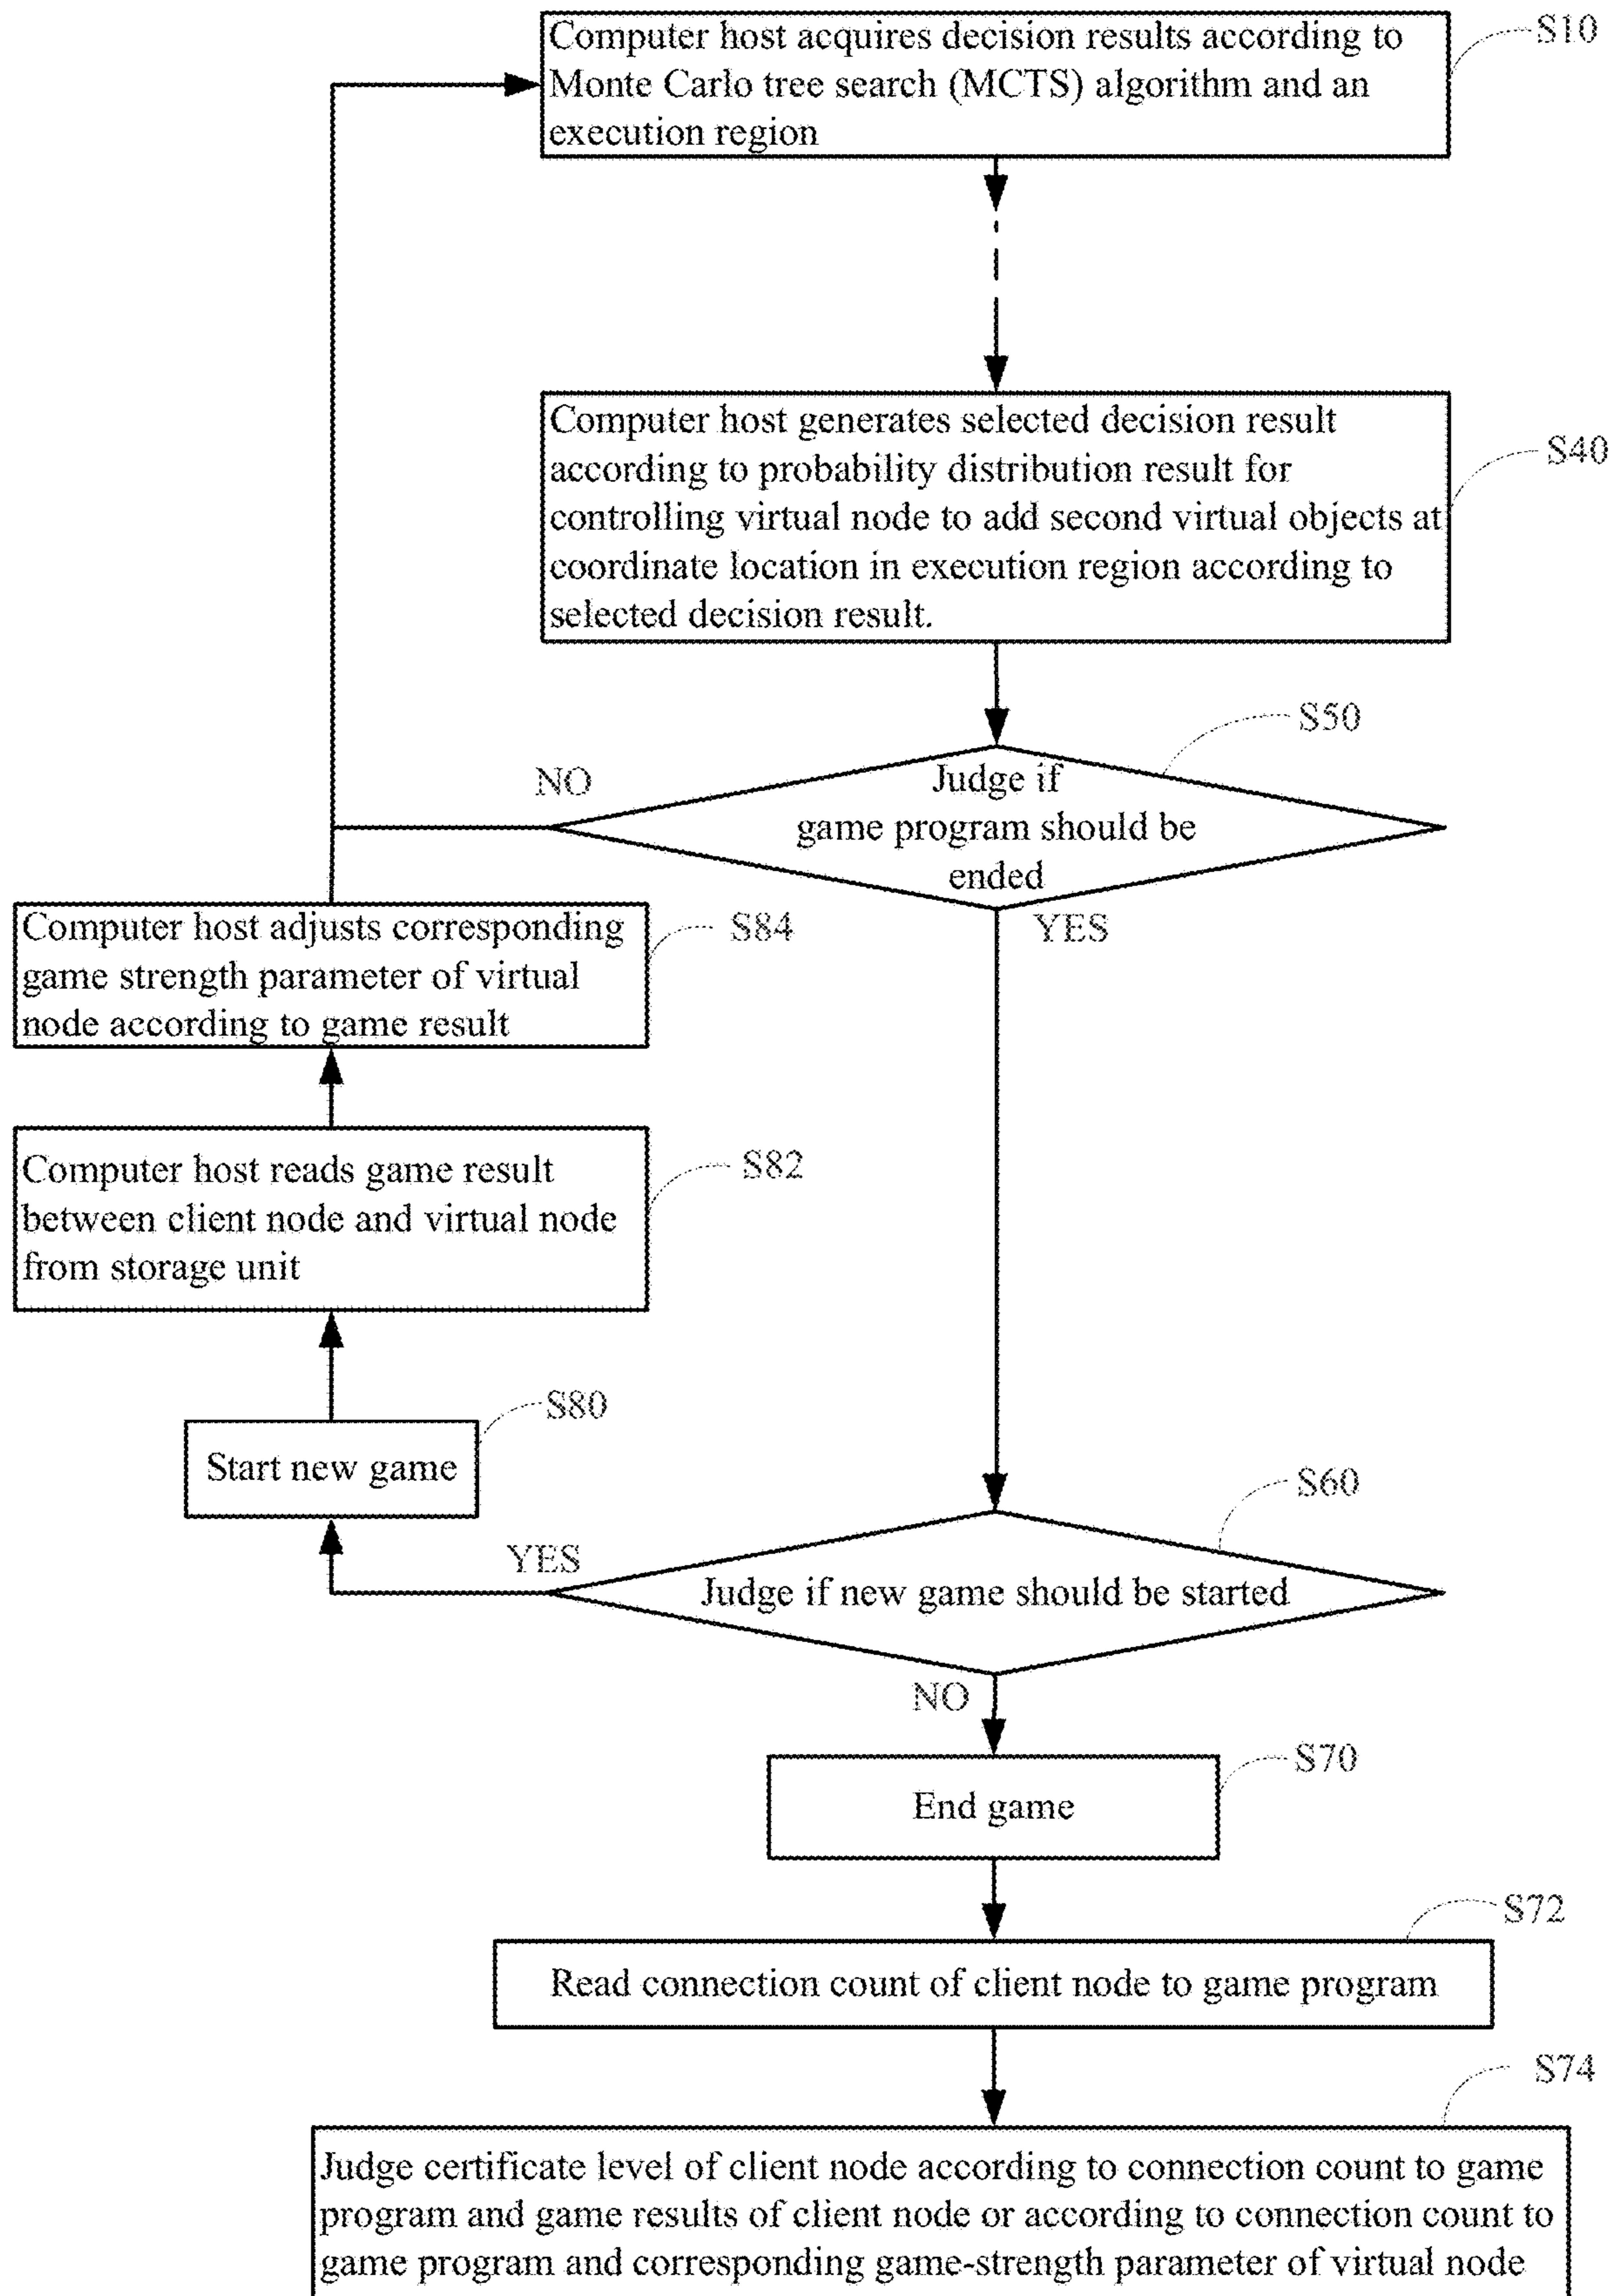 Computer host acquires decision results according to
Monte Carlo tree search (MCTS) algorithm and an
execution region
S10
Computer host generates selected decision result
according to probability distribution result for
controlling virtual node to add second virtual objects at
coordinate location in execution region according to
selected decision result.
S40
S50
NO
Judge if
game program should be
ended
YES
Computer host adjusts corresponding
game strength parameter of virtual
node according to game result
S84
Computer host reads game result
between client node and virtual node
from storage unit
S82
S80
Start new game
S60
YES
Judge if new game should be started
NO
S70
End game
S72
Read connection count of client node to game program
S74
Judge certificate level of client node according to connection count to game
program and game results of client node or according to connection count to
game program and corresponding game-strength parameter of virtual node